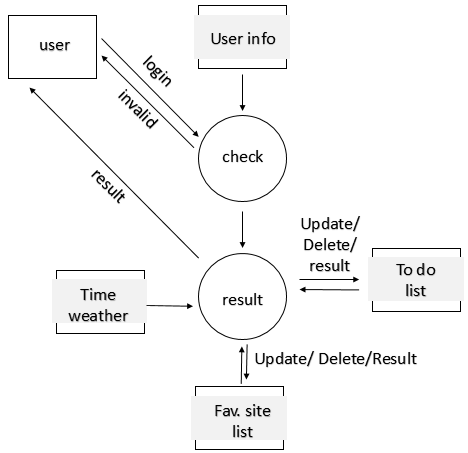 user
User info
login
invalid
check
result
Update/
Delete/
result
To do
list
Time
weather
result
Update/ Delete/Result
Fav. site
list